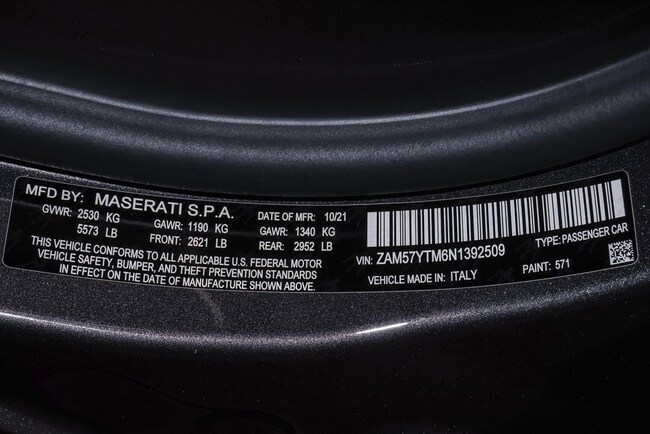 MFD BY: MASERATI S.P.A. DATE OF MFR: 10/21
GVWR: 2530 KG GAWR: 1190 KG GAWR: 1340 KG
5573 LB FRONT: 2621 LB REAR: 2952 LB
THIS VEHICLE CONFORMS TO ALL APPLICABLE U.S. FEDERAL MOTOR
VEHICLE SAFETY, BUMPER, AND THEFT PREVENTION STANDARDS
IN EFFECT ON THE DATE OF MANUFACTURE SHOWN ABOVE.
VIN: ZAM57YTM6N1392509 TYPE: PASSENGER CAR
VEHICLE MADE IN: ITALY PAINT: 571